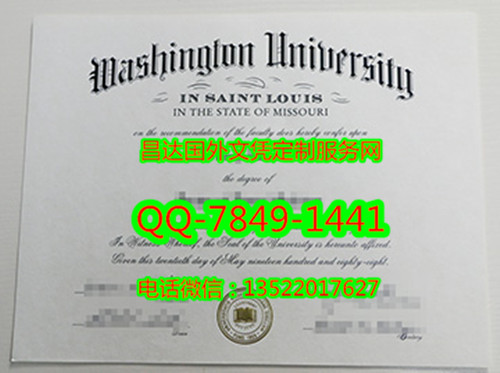 Washington University
IN SAINT LOUIS
IN THE STATE OF MISSOURI
on the recommendation of the faculty does hereby confer upon
昌达国外文凭定制服务网
the degree of
QQ-7849-1441
In Witness Whereof, the Seal of the University is hereunto affixed.
Given this twentieth day of May nineteen hundred and eighty-eight.
电话微信：13522017627